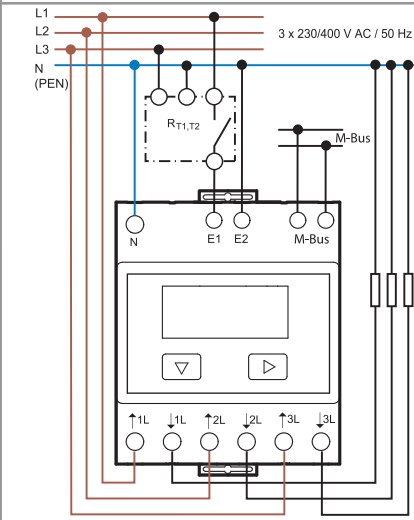 L1
L2
L3
N
(PEN)
3 x 230/400 V AC / 50 Hz
RT1,T2
M-Bus
N
E1 E2 M-Bus
↑1L ↓1L ↑2L ↓2L ↑3L ↓3L